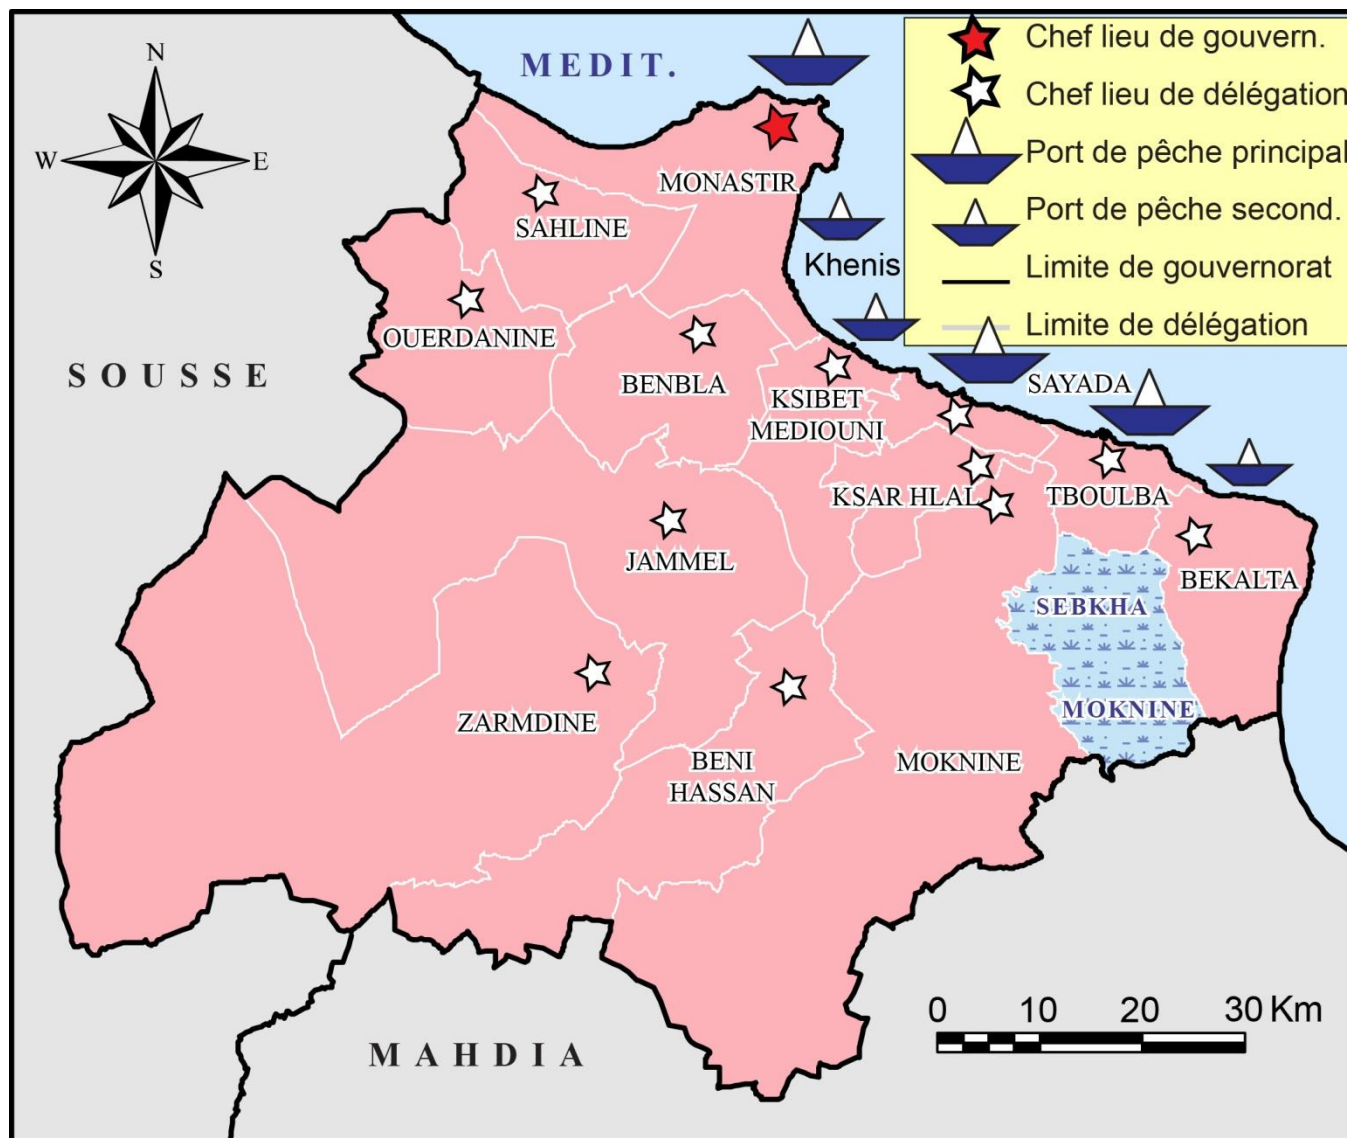 MEDIT.
Chef lieu de gouvern.
Chef lieu de délégation
Port de pêche principal
Port de pêche second.
Limite de gouvernorat
Limite de délégation
N
W
E
S
MONASTIR
SAHLINE
Khenis
OUERDANINE
SOUSSE
BENBLA
KSIBET
MEDIOUNI
SAYADA
KSAR HLAL
TBOULBA
JAMMEL
BEKALTA
SEBKHA
MOKNINE
ZARMDINE
BENI
HASSAN
MOKNINE
MAHDIA
0 10 20 30 Km